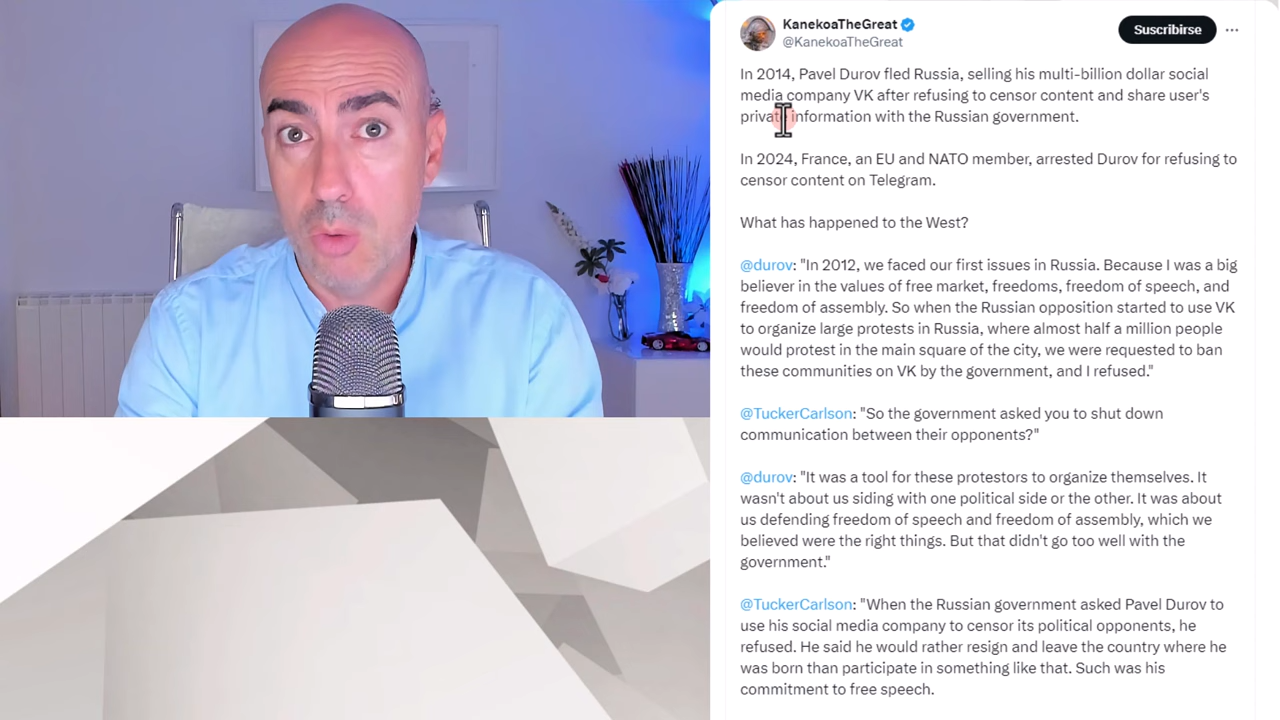 KanekoaTheGreat
@KanekoaTheGreat
Suscribirse
In 2014, Pavel Durov fled Russia, selling his multi-billion dollar social
media company VK after refusing to censor content and share user's
private information with the Russian government.
In 2024, France, an EU and NATO member, arrested Durov for refusing to
censor content on Telegram.
What has happened to the West?
@durov: "In 2012, we faced our first issues in Russia. Because I was a big
believer in the values of free market, freedoms, freedom of speech, and
freedom of assembly. So when the Russian opposition started to use VK
to organize large protests in Russia, where almost half a million people
would protest in the main square of the city, we were requested to ban
these communities on VK by the government, and I refused."
@TuckerCarlson: "So the government asked you to shut down
communication between their opponents?"
@durov: "It was a tool for these protestors to organize themselves. It
wasn't about us siding with one political side or the other. It was about
us defending freedom of speech and freedom of assembly, which we
believed were the right things. But that didn't go too well with the
government."
@TuckerCarlson: "When the Russian government asked Pavel Durov to
use his social media company to censor its political opponents, he
refused. He said he would rather resign and leave the country where he
was born than participate in something like that. Such was his
commitment to free speech.